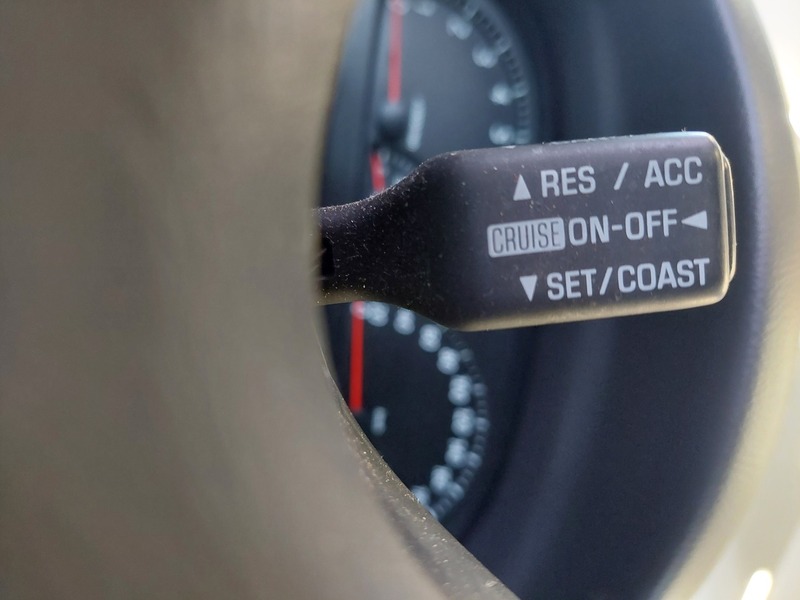 ▲ RES / ACC
CRUISE ON-OFF ◄
▼ SET/COAST